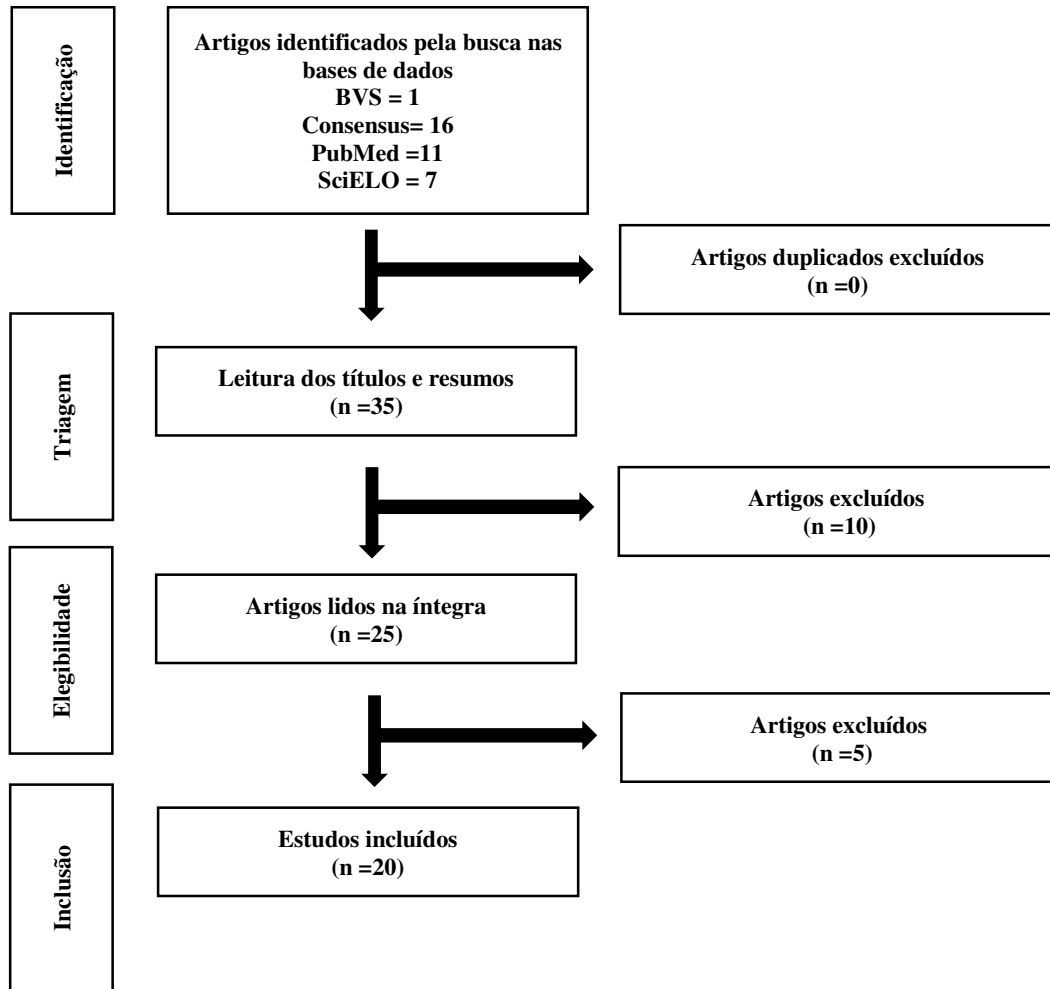 Identificação
Artigos identificados pela busca nas
bases de dados
BVS = 1
Consensus= 16
PubMed =11
SciELO = 7
Artigos duplicados excluídos
(n =0)
Triagem
Leitura dos títulos e resumos
(n =35)
Artigos excluídos
(n =10)
Elegibilidade
Artigos lidos na íntegra
(n =25)
Artigos excluídos
(n =5)
Inclusão
Estudos incluídos
(n =20)